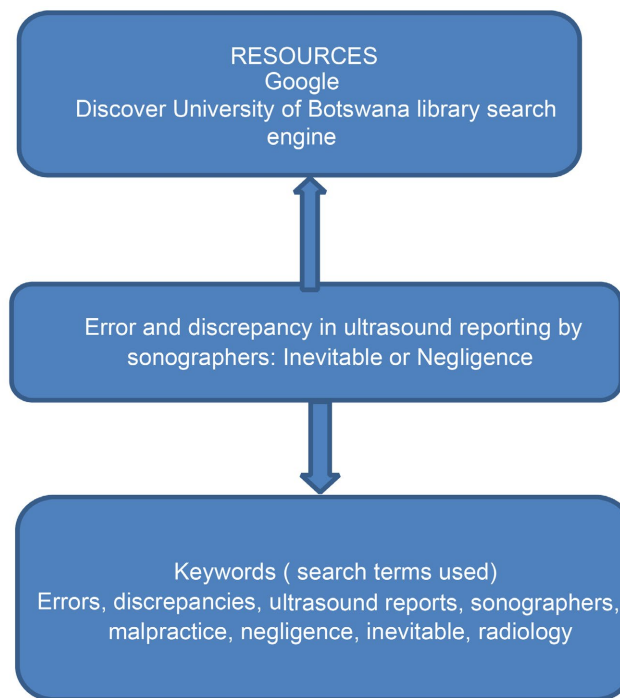 RESOURCES
Google
Discover University of Botswana library search
engine
Error and discrepancy in ultrasound reporting by
sonographers: Inevitable or Negligence
Keywords ( search terms used)
Errors, discrepancies, ultrasound reports, sonographers,
malpractice, negligence, inevitable, radiology